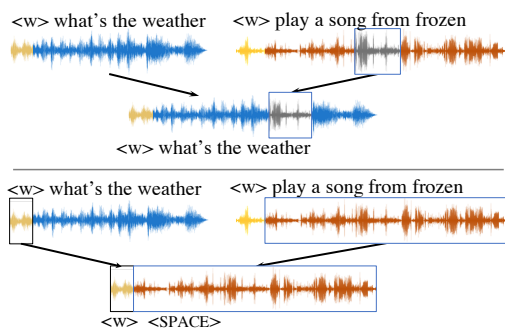 <w> what's the weather
<w> play a song from frozen
<w> what's the weather
<w> what's the weather
<w> play a song from frozen
<w> <SPACE>